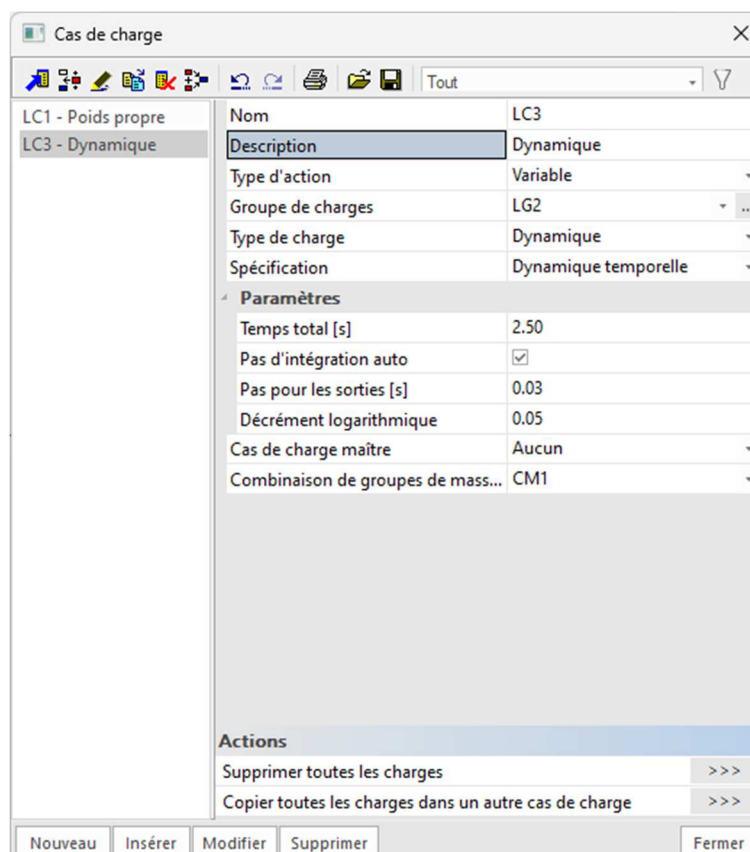 Cas de charge
Tout
LC1 - Poids propre
LC3 - Dynamique
Nom LC3
Description Dynamique
Type d'action Variable
Groupe de charges LG2 ..
Type de charge Dynamique
Spécification Dynamique temporelle
Paramètres
Temps total [s] 2.50
Pas d'intégration auto
Pas pour les sorties [s] 0.03
Décrément logarithmique 0.05
Cas de charge maître Aucun
Combinaison de groupes de mass... CM1
Actions
Supprimer toutes les charges >>>
Copier toutes les charges dans un autre cas de charge >>>
Nouveau Insérer Modifier Supprimer Fermer